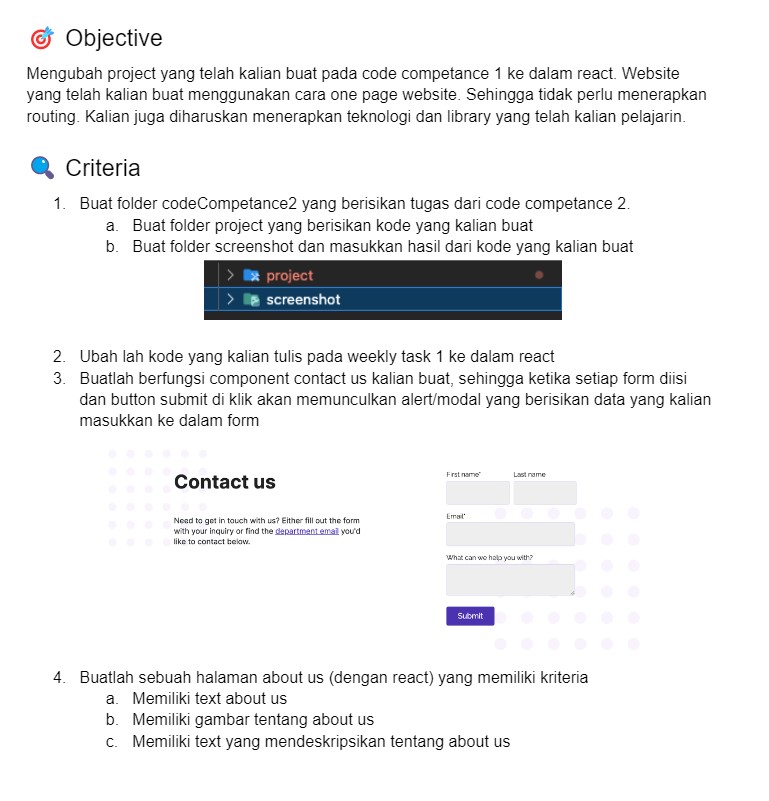 Objective
Mengubah project yang telah kalian buat pada code competance 1 ke dalam react. Website
yang telah kalian buat menggunakan cara one page website. Sehingga tidak perlu menerapkan
routing. Kalian juga diharuskan menerapkan teknologi dan library yang telah kalian pelajarin.
Criteria
1. Buat folder codeCompetance2 yang berisikan tugas dari code competance 2.
a. Buat folder project yang berisikan kode yang kalian buat
b. Buat folder screenshot dan masukkan hasil dari kode yang kalian buat
project
screenshot
2. Ubah lah kode yang kalian tulis pada weekly task 1 ke dalam react
3. Buatlah berfungsi component contact us kalian buat, sehingga ketika setiap form diisi
dan button submit di klik akan memunculkan alert/modal yang berisikan data yang kalian
masukkan ke dalam form
Contact us
Need to get in touch with us? Either fill out the form
with your inquiry or find the department email you'd
like to contact below.
First name* Last name
Email*
What can we help you with?
Submit
4. Buatlah sebuah halaman about us (dengan react) yang memiliki kriteria
a. Memiliki text about us
b. Memiliki gambar tentang about us
c. Memiliki text yang mendeskripsikan tentang about us